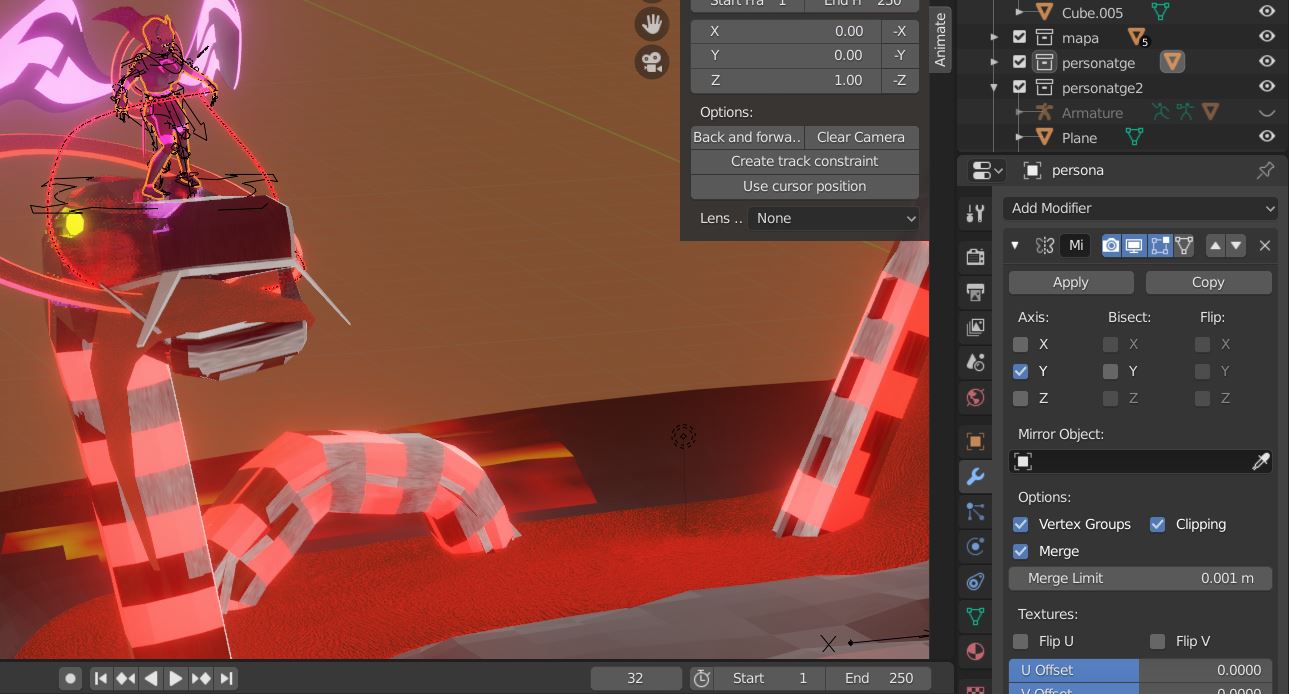 Start Fra 1 End Fr 250
X 0.00 -X
Y 0.00 -Y
Z 1.00 -Z
Options:
Back and forwa.. Clear Camera
Create track constraint
Use cursor position
Lens .. None
Animate
Cube.005
mapa 5
personatge
personatge2
Armature
Plane
persona
Add Modifier
Mi
Apply Copy
Axis: Bisect: Flip:
X X X
Y Y Y
Z Z Z
Mirror Object:
Options:
Vertex Groups Clipping
Merge
Merge Limit 0.001 m
Textures:
Flip U Flip V
U Offset 0.0000
V Offset 0.0000
32 Start 1 End 250